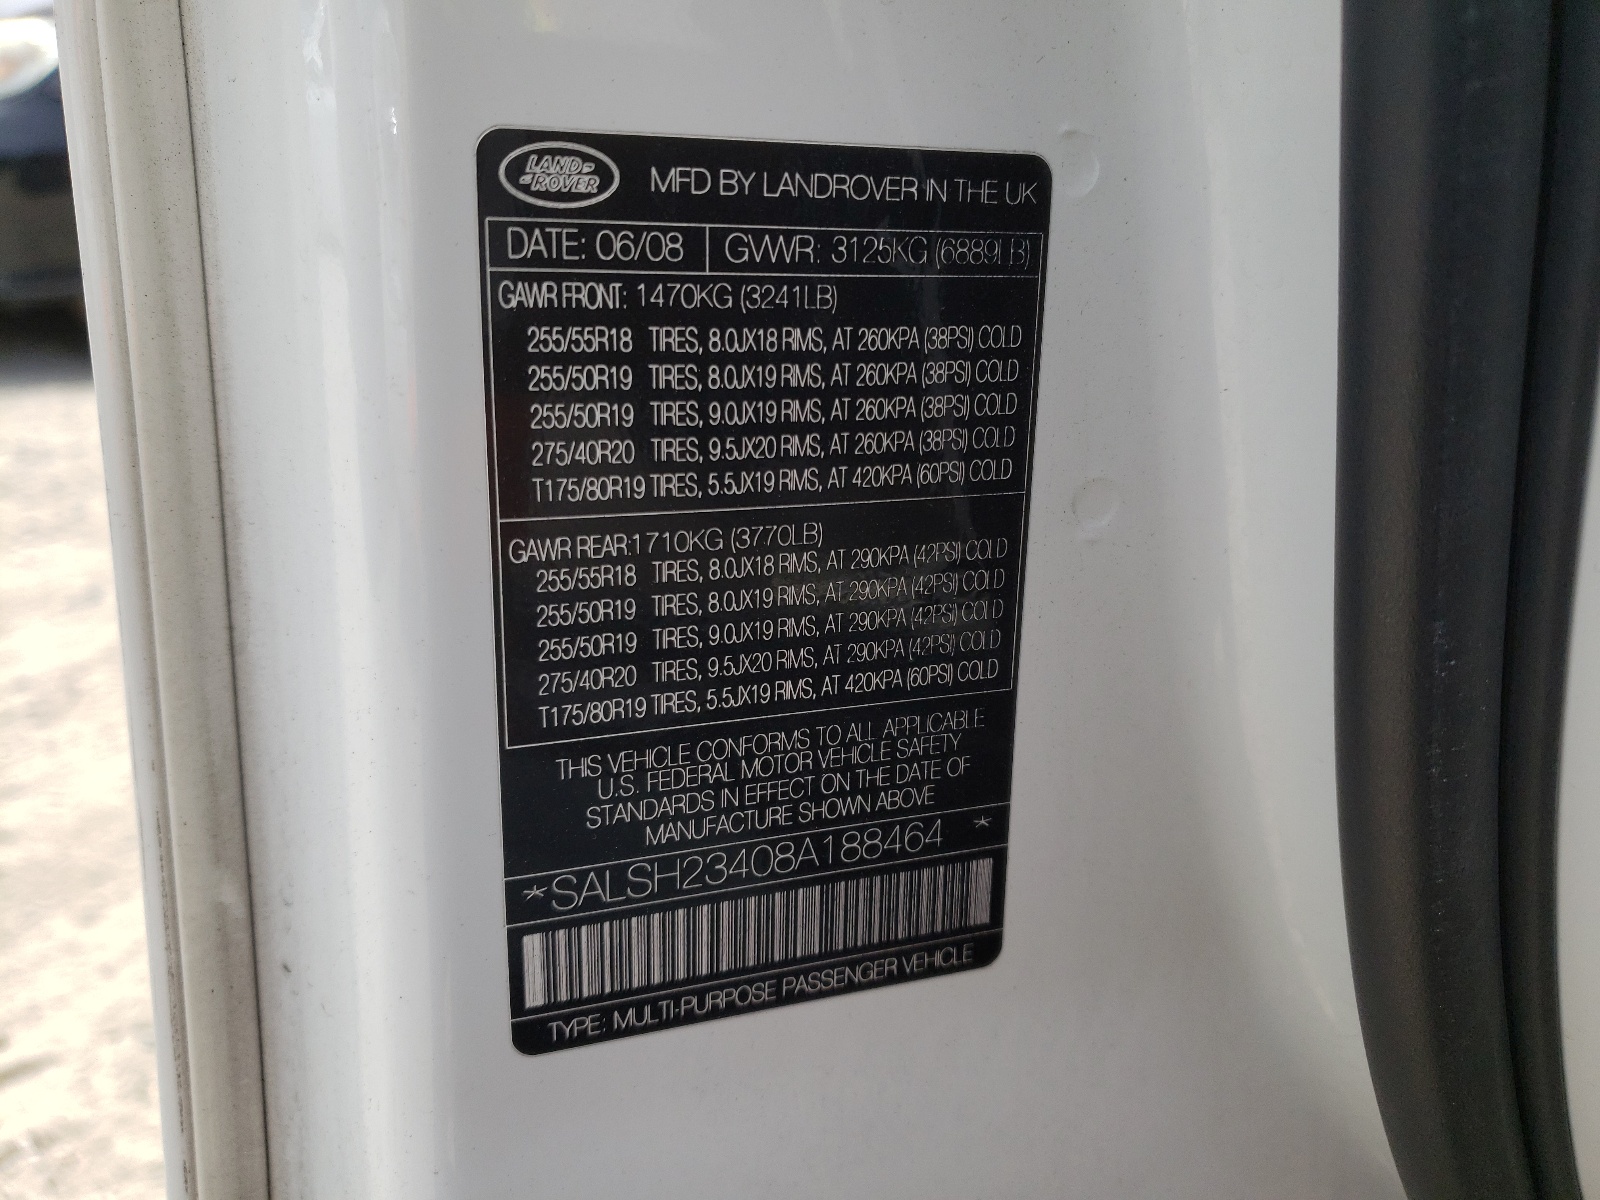 LAND-
-ROVER
MFD BY LANDROVER IN THE UK
DATE: 06/08 GVWR: 3125KG (6889LB)
GAWR FRONT: 1470KG (3241LB)
255/55R18 TIRES, 8.0JX18 RIMS, AT 260KPA (38PSI) COLD
255/50R19 TIRES, 8.0JX19 RIMS, AT 260KPA (38PSI) COLD
255/50R19 TIRES, 9.0JX19 RIMS, AT 260KPA (38PSI) COLD
275/40R20 TIRES, 9.5JX20 RIMS, AT 260KPA (38PSI) COLD
T175/80R19 TIRES, 5.5JX19 RIMS, AT 420KPA (60PSI) COLD
GAWR REAR:1710KG (3770LB)
255/55R18 TIRES, 8.0JX18 RIMS, AT 290KPA (42PSI) COLD
255/50R19 TIRES, 8.0JX19 RIMS, AT 290KPA (42PSI) COLD
255/50R19 TIRES, 9.0JX19 RIMS, AT 290KPA (42PSI) COLD
275/40R20 TIRES, 9.5JX20 RIMS, AT 290KPA (42PSI) COLD
T175/80R19 TIRES, 5.5JX19 RIMS, AT 420KPA (60PSI) COLD
THIS VEHICLE CONFORMS TO ALL APPLICABLE
U.S. FEDERAL MOTOR VEHICLE SAFETY
STANDARDS IN EFFECT ON THE DATE OF
MANUFACTURE SHOWN ABOVE
*SALSH23408A188464 *
TYPE: MULTI-PURPOSE PASSENGER VEHICLE